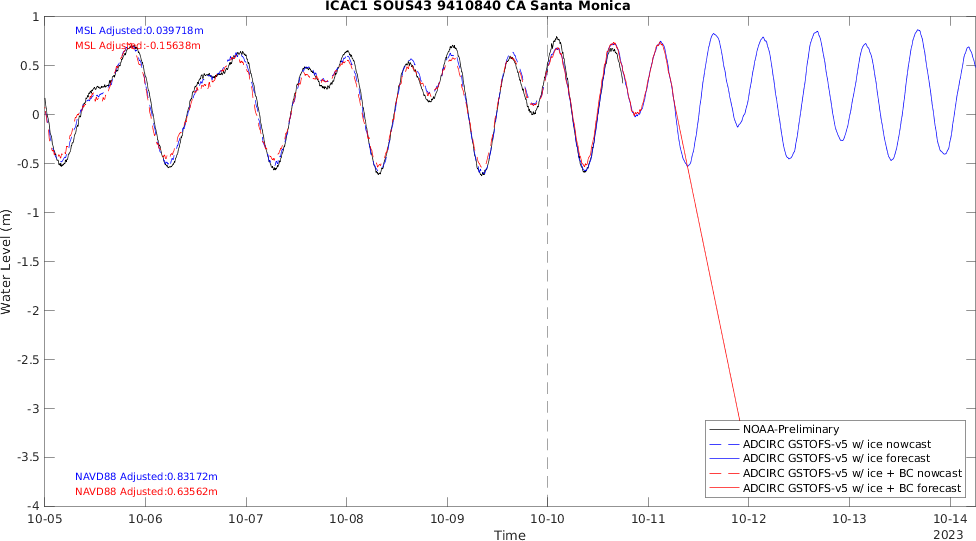 ICAC1 SOUS43 9410840 CA Santa Monica
MSL Adjusted:0.039718m
MSL Adjusted:-0.15638m
1
0.5
0
-0.5
-1
-1.5
-2
-2.5
-3
-3.5
-4
Water Level (m)
NAVD88 Adjusted:0.83172m
NAVD88 Adjusted:0.63562m
NOAA-Preliminary
ADCIRC GSTOFS-v5 w/ ice nowcast
ADCIRC GSTOFS-v5 w/ ice forecast
ADCIRC GSTOFS-v5 w/ ice + BC nowcast
ADCIRC GSTOFS-v5 w/ ice + BC forecast
10-05 10-06 10-07 10-08 10-09 10-10 10-11 10-12 10-13 10-14
Time
2023